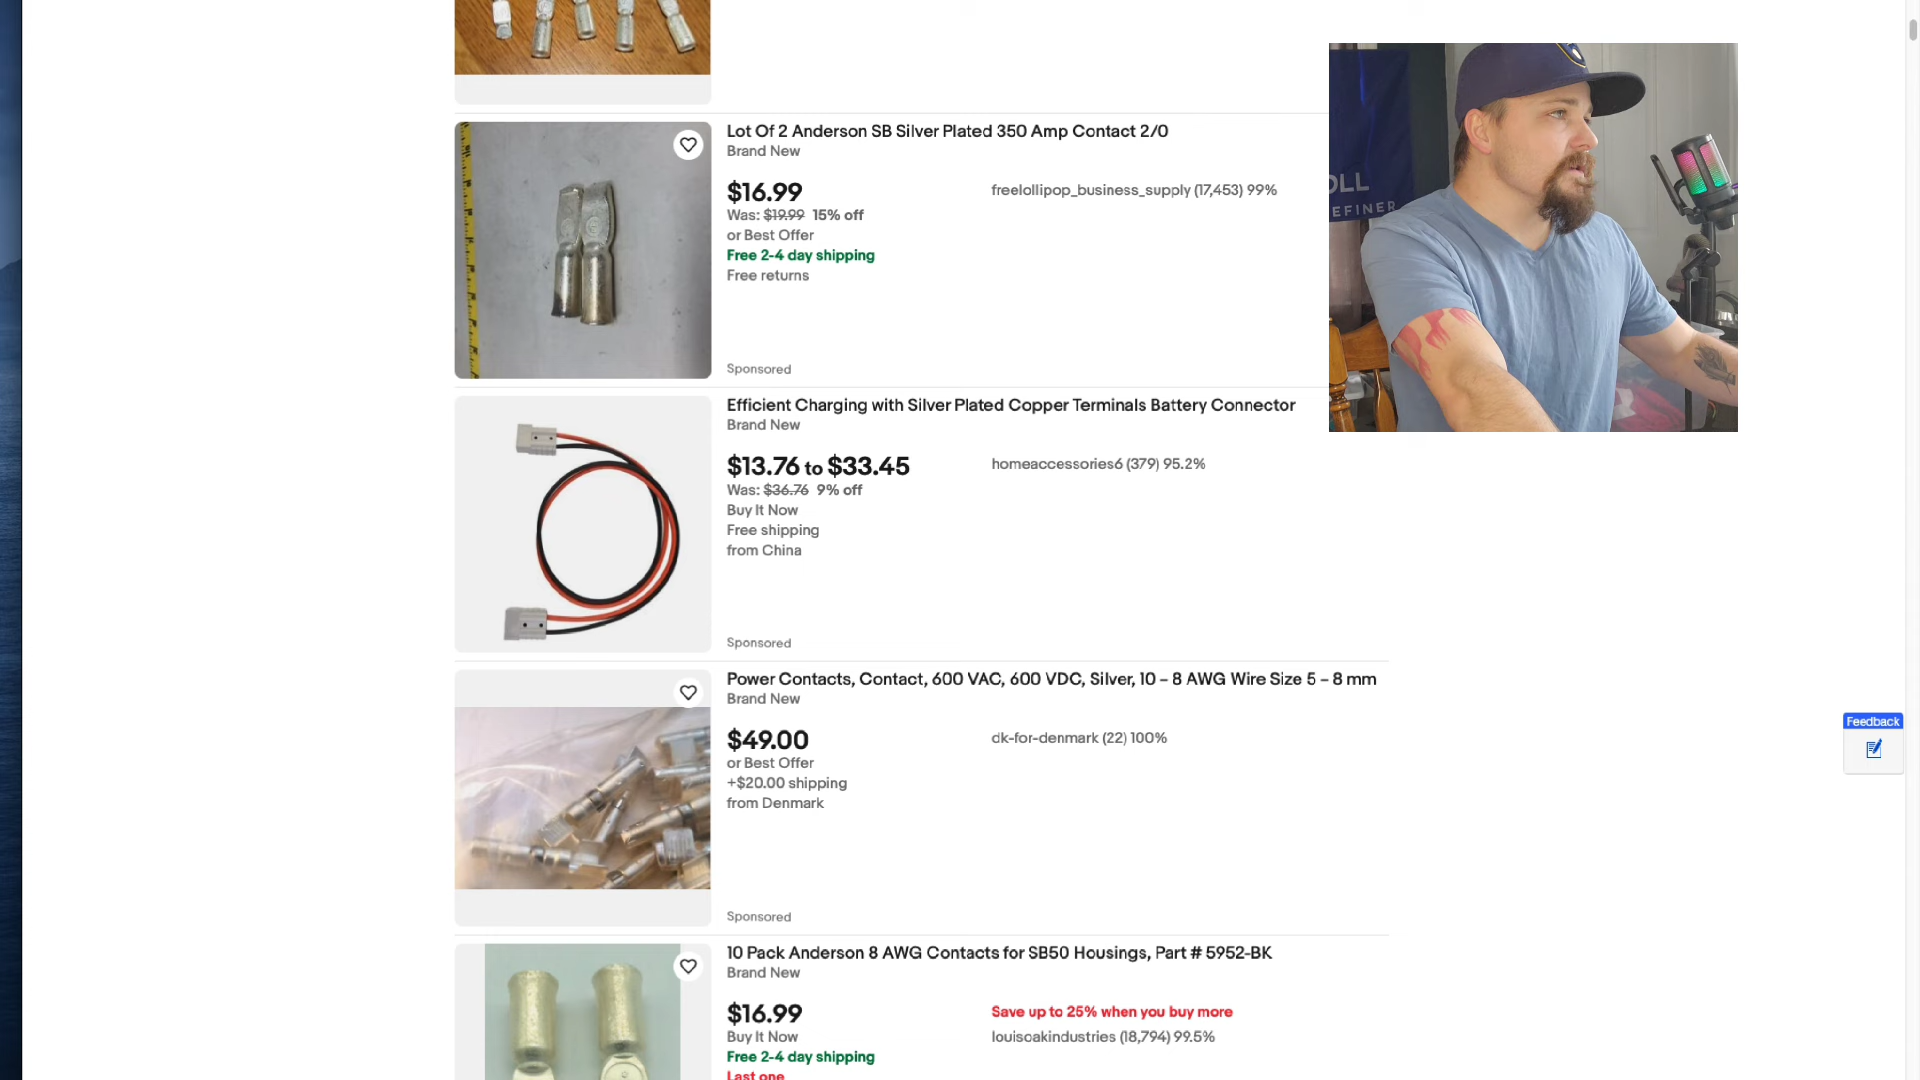 Lot Of 2 Anderson SB Silver Plated 350 Amp Contact 2/0
Brand New
$16.99
Was: $19.99 15% off
or Best Offer
Free 2-4 day shipping
Free returns
freelollipop_business_supply (17,453) 99%
Sponsored
Efficient Charging with Silver Plated Copper Terminals Battery Connector
Brand New
$13.76 to $33.45
Was: $36.76 9% off
Buy It Now
Free shipping
from China
homeaccessories6 (379) 95.2%
Sponsored
Power Contacts, Contact, 600 VAC, 600 VDC, Silver, 10 – 8 AWG Wire Size 5 – 8 mm
Brand New
$49.00
or Best Offer
+$20.00 shipping
from Denmark
dk-for-denmark (22) 100%
Sponsored
10 Pack Anderson 8 AWG Contacts for SB50 Housings, Part # 5952-BK
Brand New
$16.99
Buy It Now
Free 2-4 day shipping
Last one
Save up to 25% when you buy more
louisoakindustries (18,794) 99.5%
OLL
EFINER
Feedback